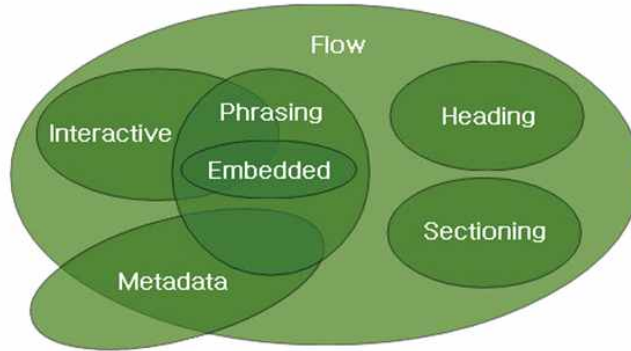 Flow
Phrasing
Heading
Interactive
Embedded
Sectioning
Metadata